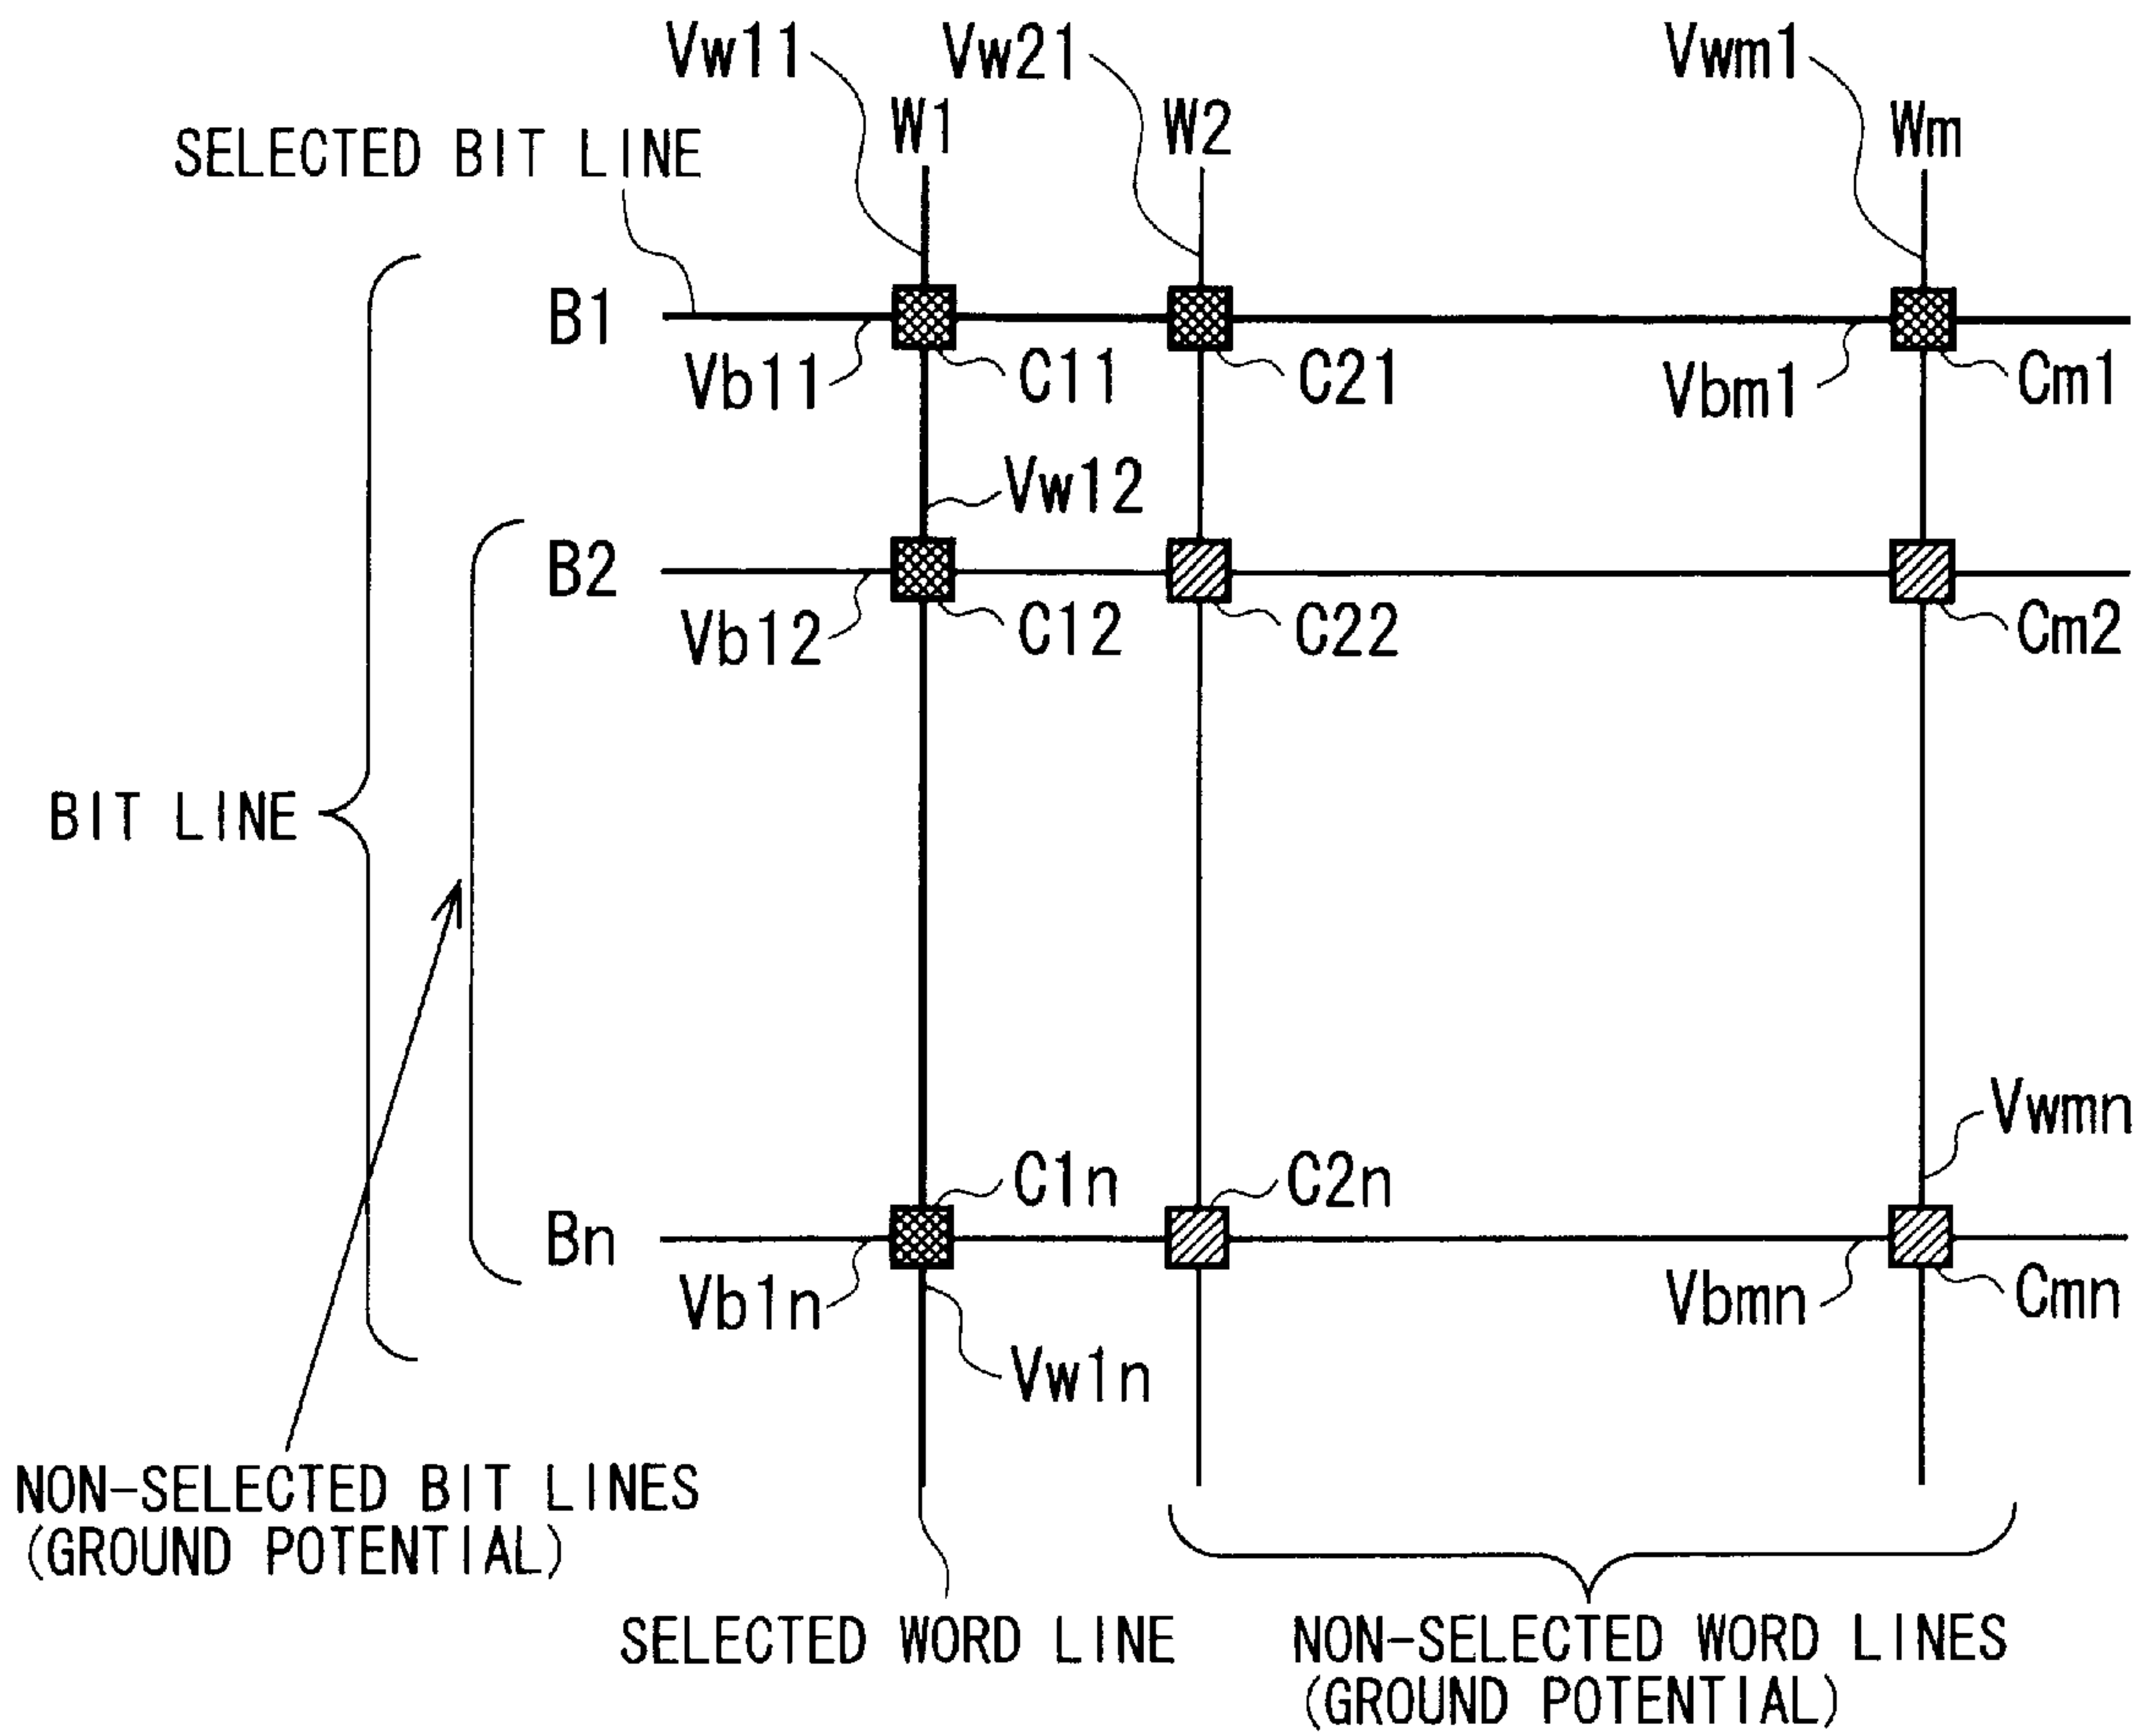 Vw11
Vw21
Vwm1
W1
W2
Wm
SELECTED BIT LINE
B1
Vb11
C11
C21
Vbm1
Cm1
Vw12
B2
Vb12
C12
C22
Cm2
BIT LINE
Vwmn
C1n
C2n
Bn
Vb1n
Vbmn
Cmn
Vw1n
NON-SELECTED BIT LINES
(GROUND POTENTIAL)
SELECTED WORD LINE
NON-SELECTED WORD LINES
(GROUND POTENTIAL)